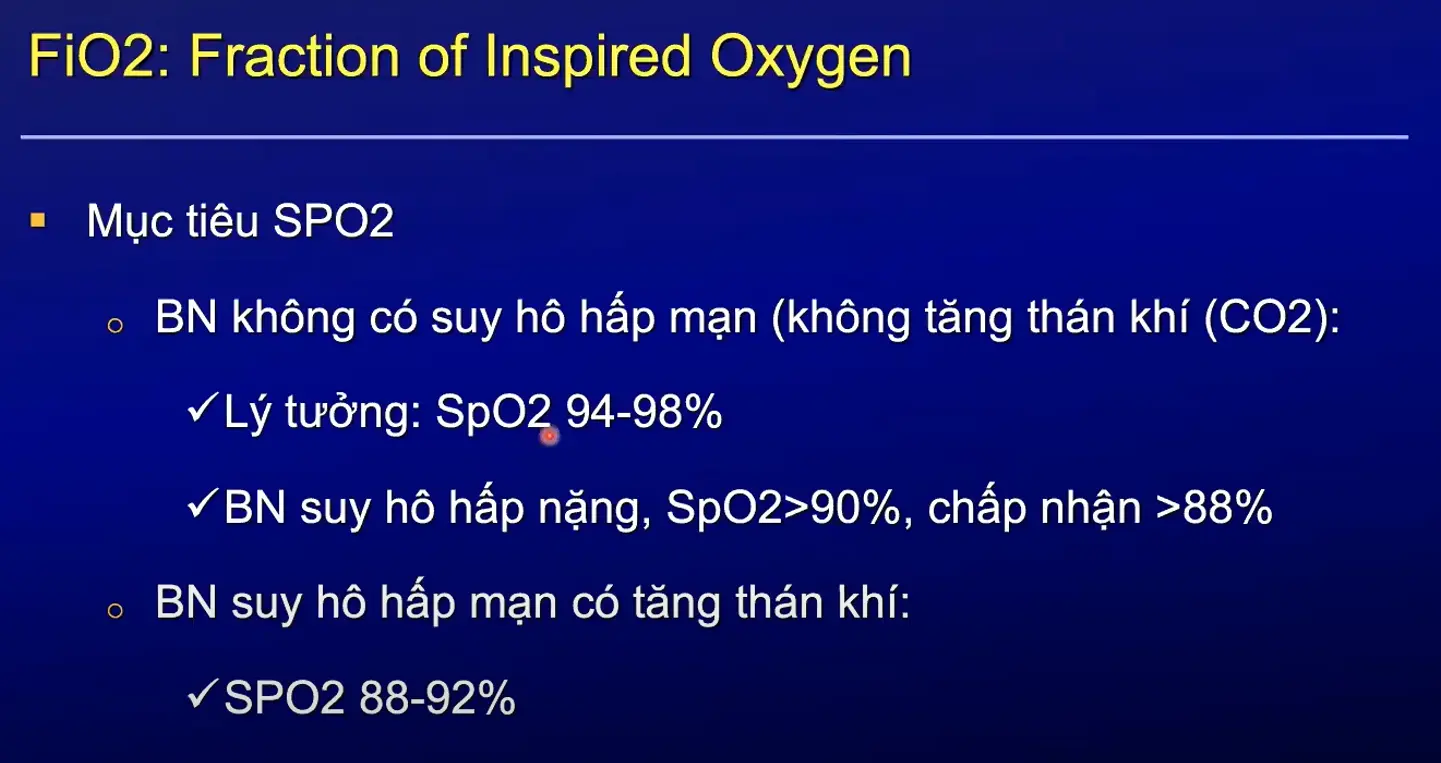 FiO2: Fraction of Inspired Oxygen
Mục tiêu SPO2
BN không có suy hô hấp mạn (không tăng thán khí (CO2):
Lý tưởng: SpO2 94-98%
BN suy hô hấp nặng, SpO2>90%, chấp nhận >88%
BN suy hô hấp mạn có tăng thán khí:
SPO2 88-92%